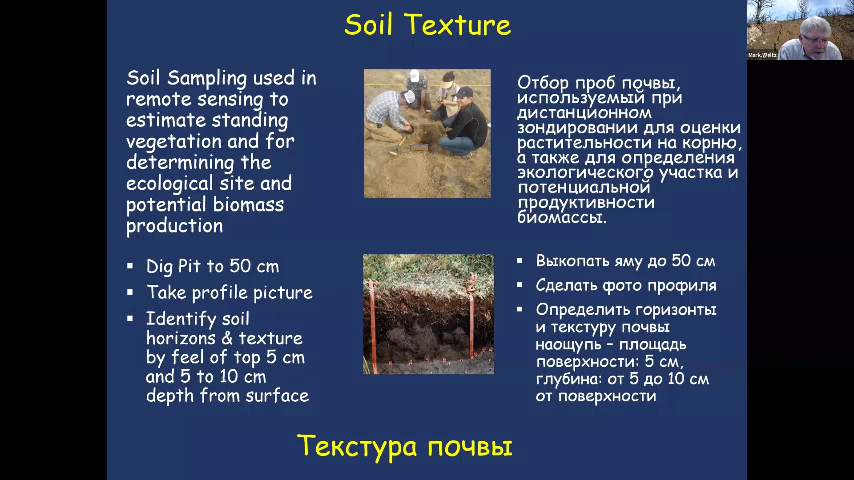 Soil Texture
Soil Sampling used in
remote sensing to
estimate standing
vegetation and for
determining the
ecological site and
potential biomass
production
▪ Dig Pit to 50 cm
▪ Take profile picture
▪ Identify soil
horizons & texture
by feel of top 5 cm
and 5 to 10 cm
depth from surface
Отбор проб почвы,
используемый при
дистанционном
зондировании для оценки
растительности на корню,
а также для определения
экологического участка и
потенциальной
продуктивности
биомассы.
▪ Выкопать яму до 50 см
▪ Сделать фото профиля
▪ Определить горизонты
и текстуру почвы
наощупь – площадь
поверхности: 5 см,
глубина: от 5 до 10 см
от поверхности
Текстура почвы
Mark Weltz